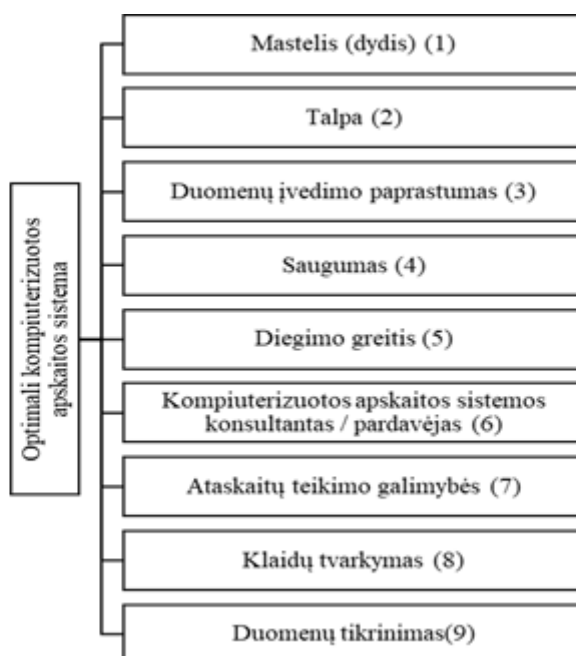 Optimali kompiuterizuotos
apskaitos sistema
Mastelis (dydis) (1)
Talpa (2)
Duomenų įvedimo paprastumas (3)
Saugumas (4)
Diegimo greitis (5)
Kompiuterizuotos apskaitos sistemos
konsultantas / pardavėjas (6)
Ataskaitų teikimo galimybės (7)
Klaidų tvarkymas (8)
Duomenų tikrinimas(9)